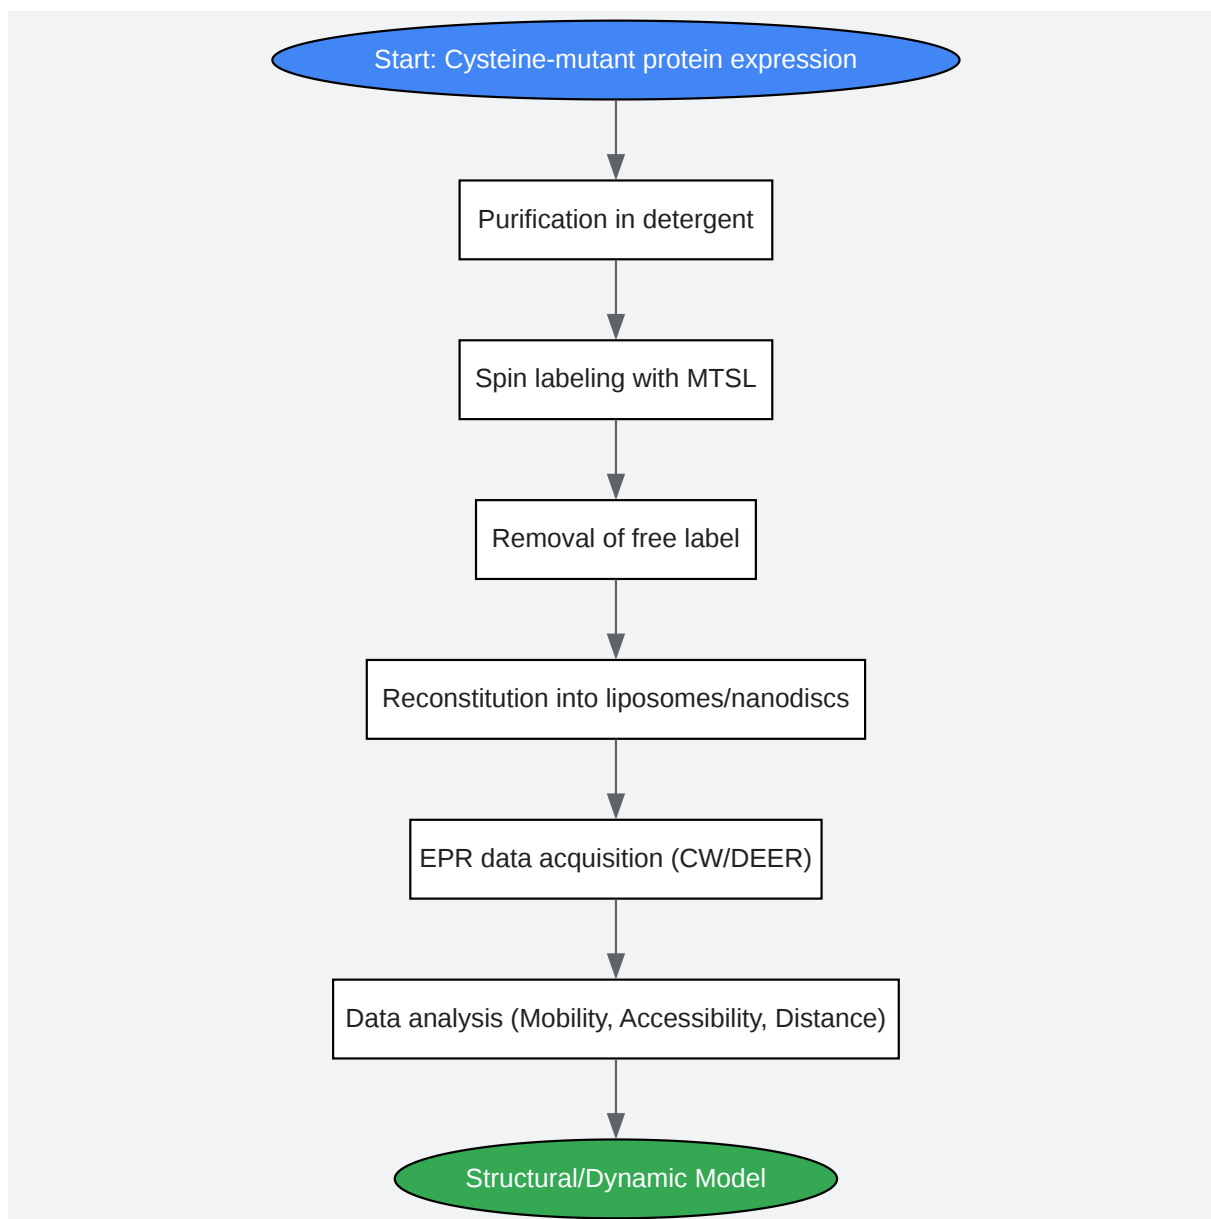 Start: Cysteine-mutant protein expression
Purification in detergent
Spin labeling with MTSL
Removal of free label
Reconstitution into liposomes/nanodiscs
EPR data acquisition (CW/DEER)
Data analysis (Mobility, Accessibility, Distance)
Structural/Dynamic Model